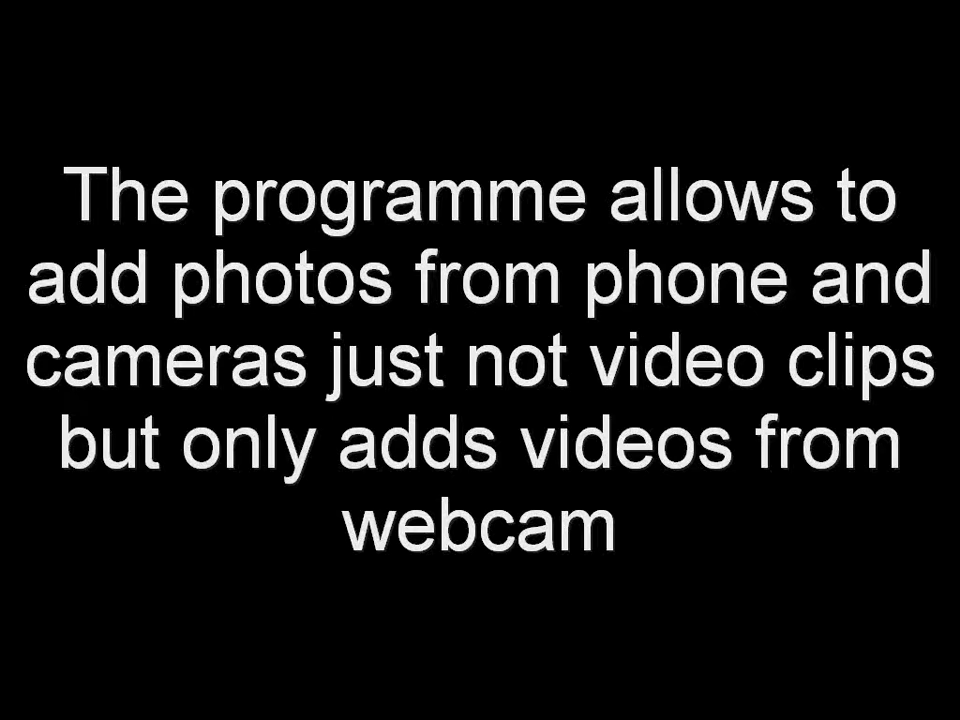 The programme allows to
add photos from phone and
cameras just not video clips
but only adds videos from
webcam